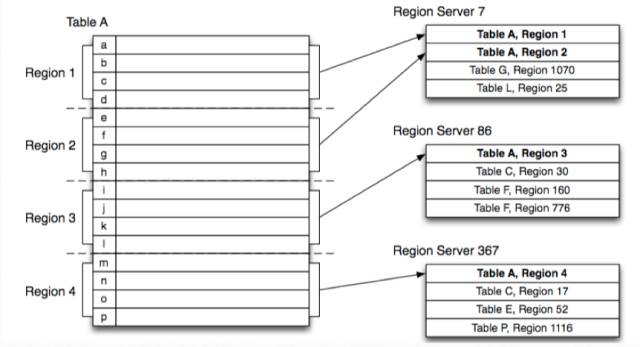 Table A
Region 1
a
b
c
d
Region 2
e
f
g
h
Region 3
i
j
k
l
Region 4
m
n
o
p
Region Server 7
Table A, Region 1
Table A, Region 2
Table G, Region 1070
Table L, Region 25
Region Server 86
Table A, Region 3
Table C, Region 30
Table F, Region 160
Table F, Region 776
Region Server 367
Table A, Region 4
Table C, Region 17
Table E, Region 52
Table P, Region 1116